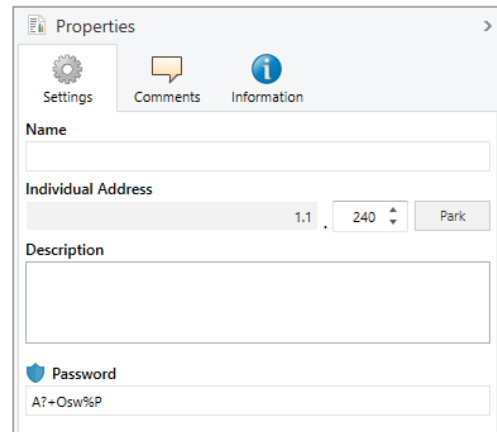 Properties
Settings Comments Information
Name
Individual Address
1.1 . 240 Park
Description
Password
A?+Osw%P